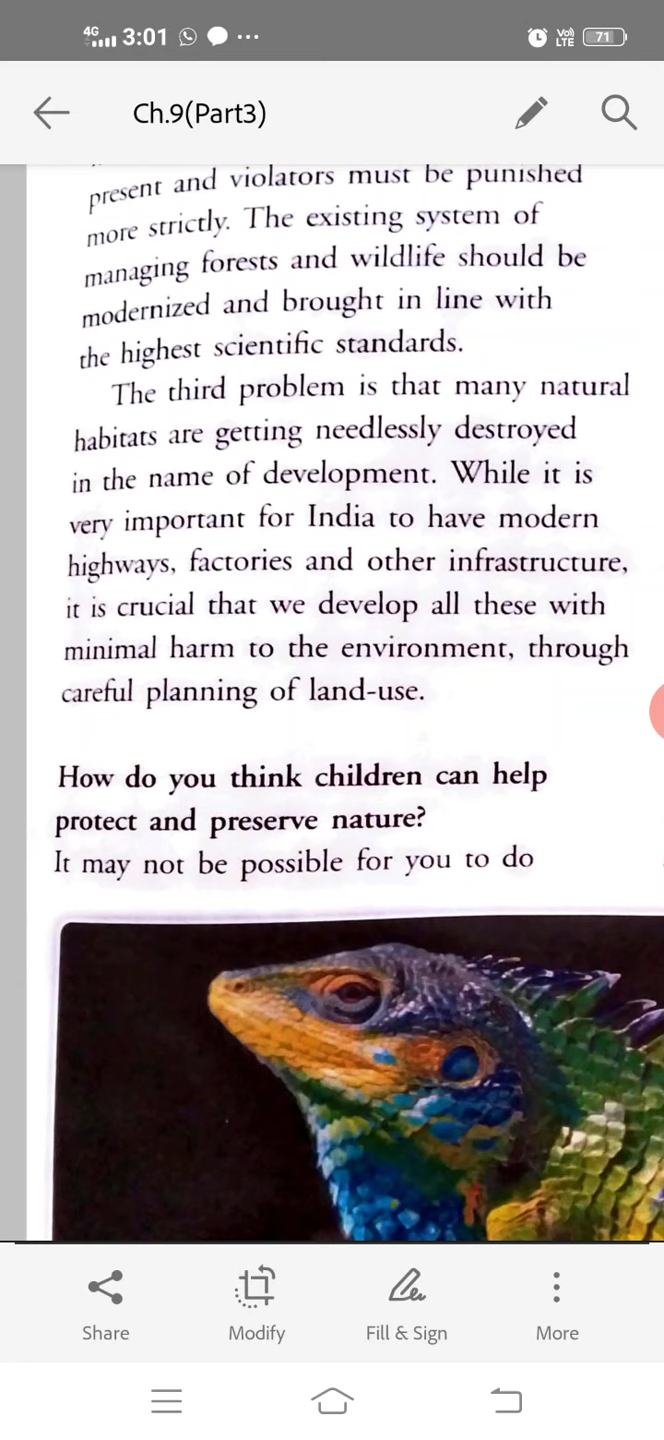 4G 3:01 ... Vo) LTE 71
Ch.9(Part3)
present and violators must be punished
more strictly. The existing system of
managing forests and wildlife should be
modernized and brought in line with
the highest scientific standards.
The third problem is that many natural
habitats are getting needlessly destroyed
in the name of development. While it is
very important for India to have modern
highways, factories and other infrastructure,
it is crucial that we develop all these with
minimal harm to the environment, through
careful planning of land-use.
How do you think children can help
protect and preserve nature?
It may not be possible for you to do
Share Modify Fill & Sign More